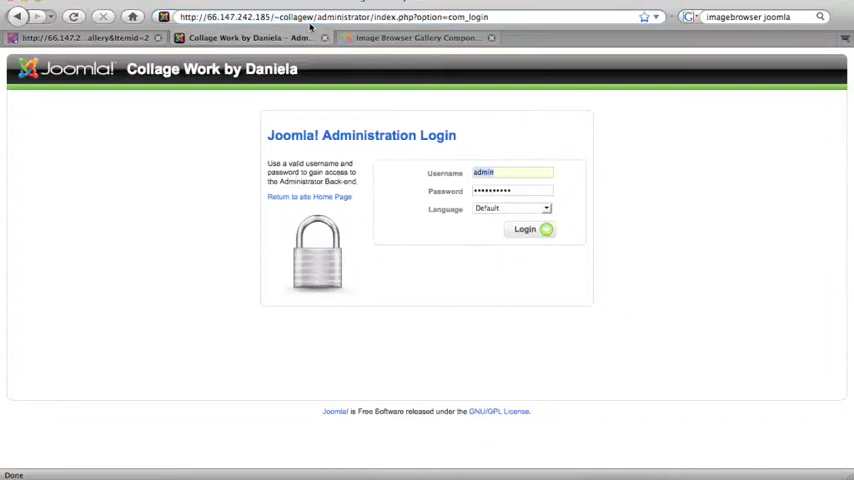 http://66.147.242.185/~collagew/administrator/index.php?option=com_login
imagebrowser joomla
http://66.147.2...allery&Itemid=2
Collage Work by Daniela - Adm...
Image Browser Gallery Compon...
Joomla!
Collage Work by Daniela
Joomla! Administration Login
Use a valid username and
password to gain access to
the Administrator Back-end.
Return to site Home Page
Username
admin
Password
Language
Default
Login
Joomla! is Free Software released under the GNU/GPL License.
Done